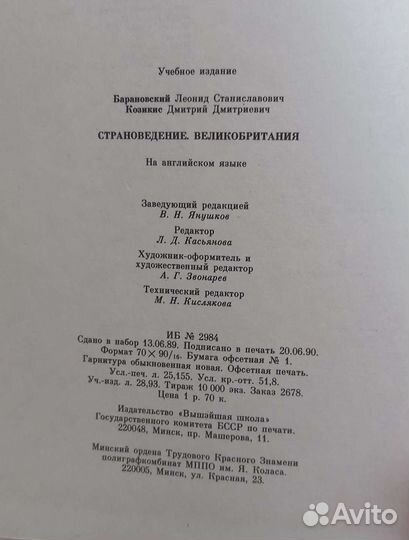 Учебное издание
Барановский Леонид Станиславович
Козикис Дмитрий Дмитриевич
СТРАНОВЕДЕНИЕ. ВЕЛИКОБРИТАНИЯ
На английском языке
Заведующий редакцией
В. Н. Янушков
Редактор
Л. Д. Касьянова
Художник-оформитель и
художественный редактор
А. Г. Звонарев
Технический редактор
М. Н. Кислякова
ИБ № 2984
Сдано в набор 13.06.89. Подписано в печать 20.06.90.
Формат 70 × 90/16. Бумага офсетная № 1.
Гарнитура обыкновенная новая. Офсетная печать.
Усл.-печ. л. 25,155. Усл. кр.-отт. 51,8.
Уч.-изд. л. 28,93. Тираж 10 000 экз. Заказ 2678.
Цена 1 р. 70 к.
Издательство «Вышэйшая школа»
Государственного комитета БССР по печати.
220048, Минск, пр. Машерова, 11.
Минский ордена Трудового Красного Знамени
полиграфкомбинат МППО им. Я. Коласа.
220005, Минск, ул. Красная, 23.
Avito